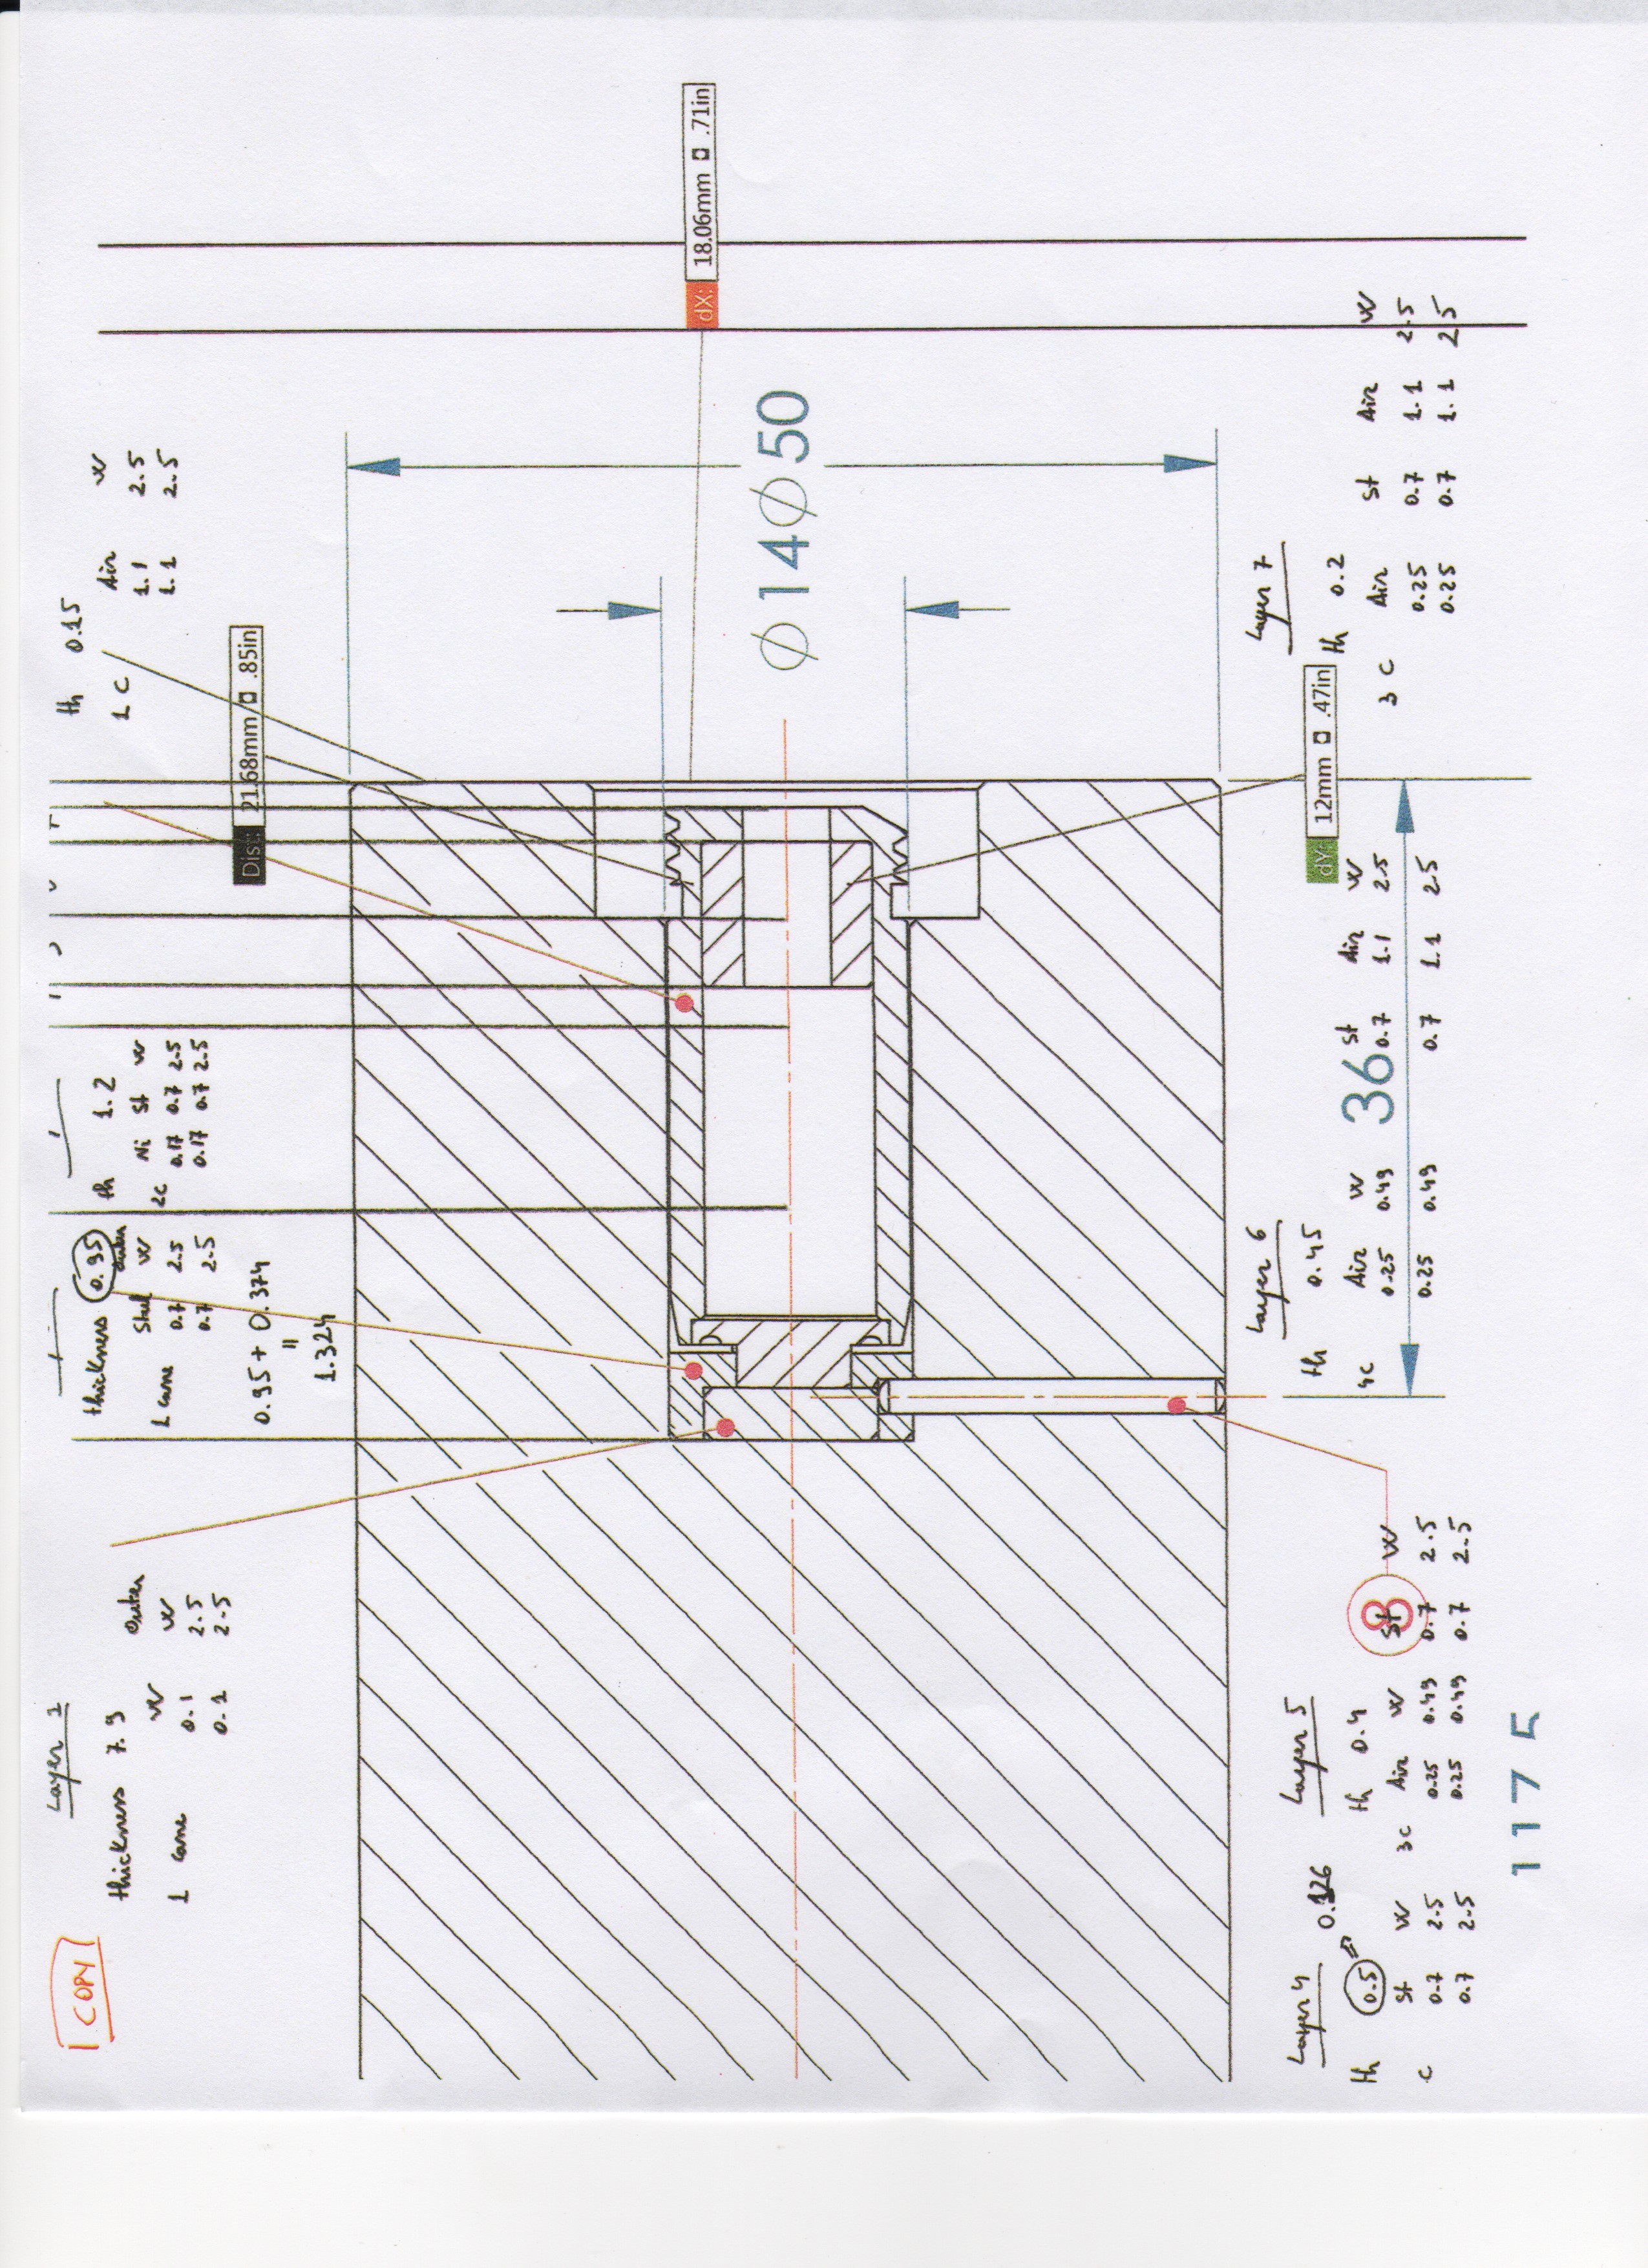 COPY
Layer 1
thickness 7.9
outer
1 cone W W
0.1 2.5
0.1 2.5
thickness 0.95
outer
1 cone Steel W
0.7 2.5
0.7 2.5
0.95 + 0.374
=
1.324
th 1.2
2c Ni St W
0.17 0.7 2.5
0.17 0.7 2.5
th 0.15
1 C Air W
1.1 2.5
1.1 2.5
Dist: 21.68mm .85in
dX: 18.06mm .71in
Ø14 Ø50
dY: 12mm .47in
36
8
117 5
Layer 4
th 0.5 ⇒ 0.126
c St W
0.7 2.5
0.7 2.5
Layer 5
th 0.4
3c Air W St W
0.25 0.49 0.7 2.5
0.25 0.49 0.7 2.5
Layer 6
th 0.45
4c Air W St Air W
0.25 0.49 0.7 1.1 2.5
0.25 0.49 0.7 1.1 2.5
Layer 7
th 0.2
3 C Air St Air W
0.25 0.7 1.1 2.5
0.25 0.7 1.1 2.5